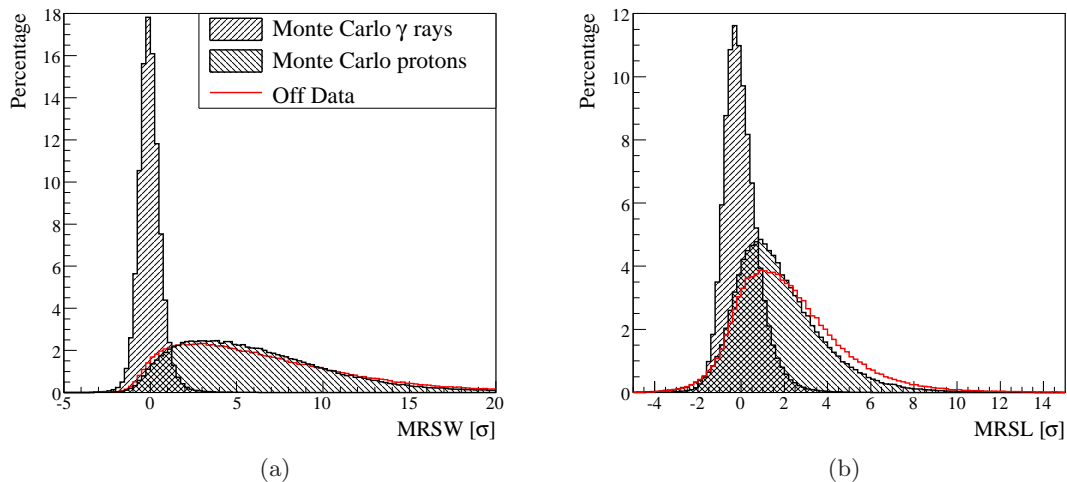 Percentage
18
16
14
12
10
8
6
4
2
0
-5 0 5 10 15 20
MRSW [σ]
Monte Carlo γ rays
Monte Carlo protons
Off Data
(a)
Percentage
12
10
8
6
4
2
0
-4 -2 0 2 4 6 8 10 12 14
MRSL [σ]
(b)